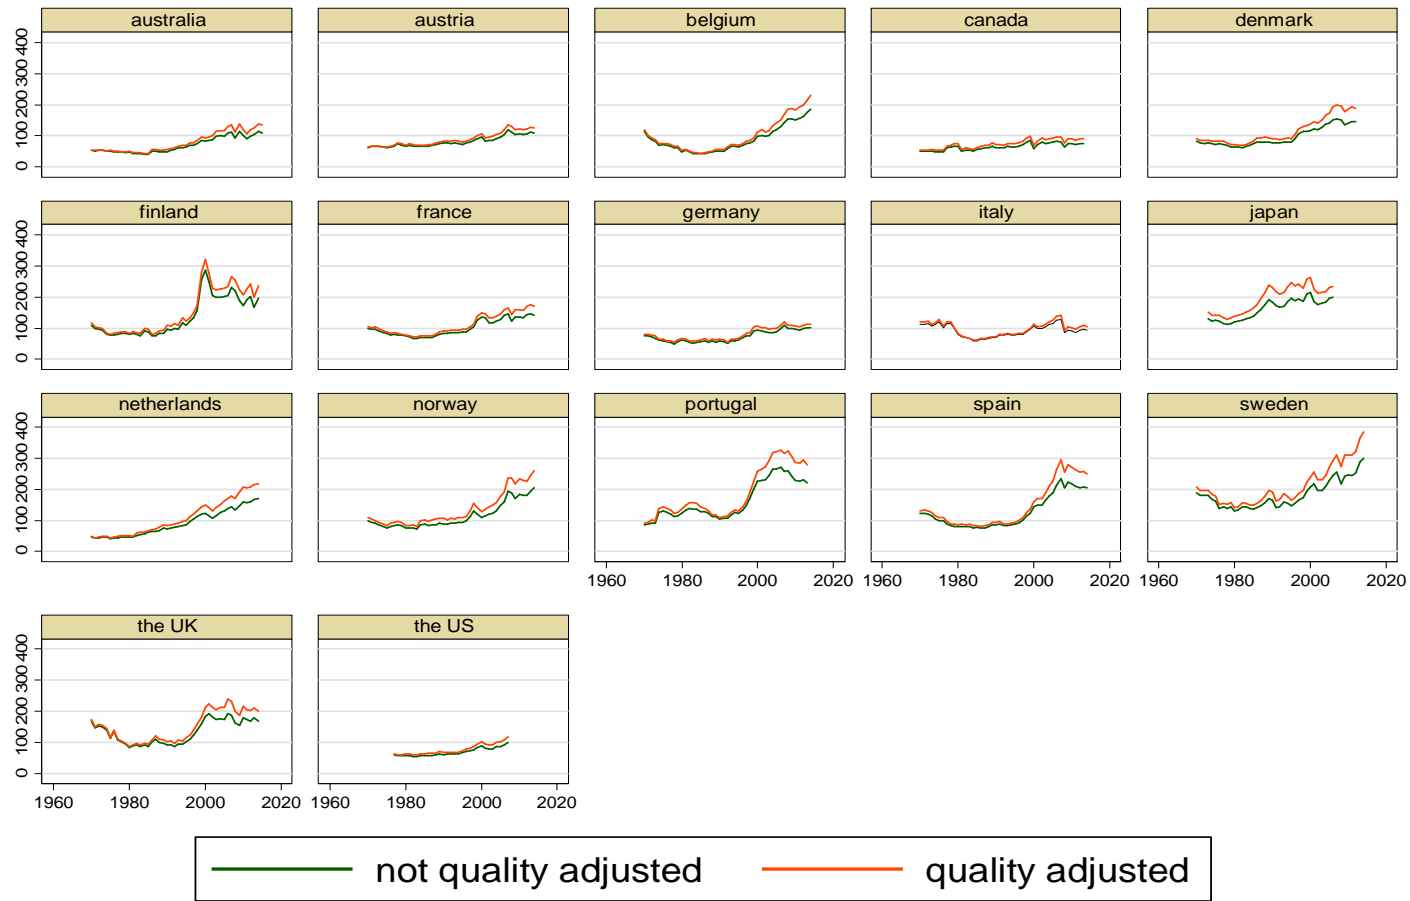 australia austria belgium canada denmark
0 100 200 300 400
finland france germany italy japan
0 100 200 300 400
netherlands norway portugal spain sweden
0 100 200 300 400
1960 1980 2000 2020 1960 1980 2000 2020 1960 1980 2000 2020
the UK the US
0 100 200 300 400
1960 1980 2000 2020 1960 1980 2000 2020
not quality adjusted quality adjusted